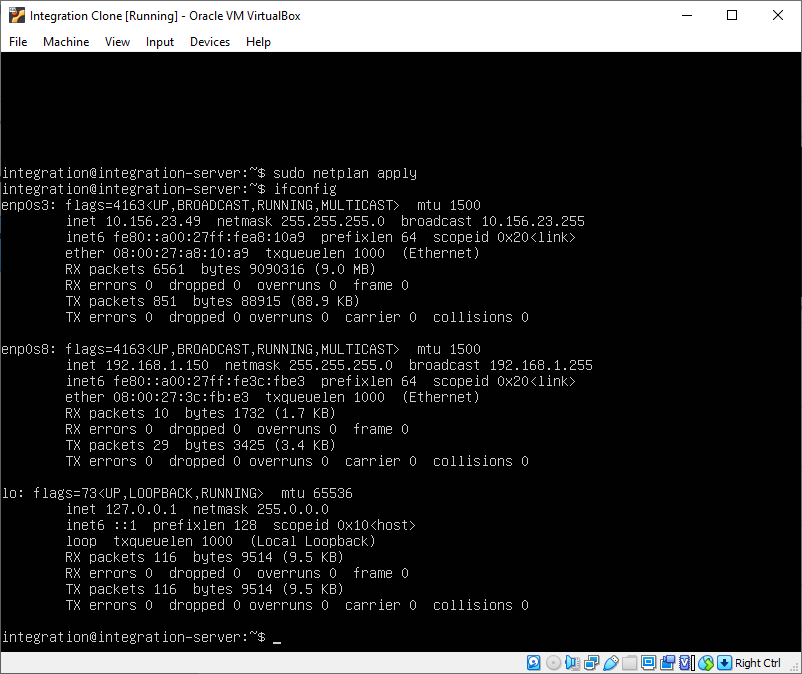 Integration Clone [Running] - Oracle VM VirtualBox
File Machine View Input Devices Help
integration@integration-server:~$ sudo netplan apply
integration@integration-server:~$ ifconfig
enp0s3: flags=4163<UP,BROADCAST,RUNNING,MULTICAST>  mtu 1500
        inet 10.156.23.49  netmask 255.255.255.0  broadcast 10.156.23.255
        inet6 fe80::a00:27ff:fea8:10a9  prefixlen 64  scopeid 0x20<link>
        ether 08:00:27:a8:10:a9  txqueuelen 1000  (Ethernet)
        RX packets 6561  bytes 9090316 (9.0 MB)
        RX errors 0  dropped 0  overruns 0  frame 0
        TX packets 851  bytes 88915 (88.9 KB)
        TX errors 0  dropped 0 overruns 0  carrier 0  collisions 0
enp0s8: flags=4163<UP,BROADCAST,RUNNING,MULTICAST>  mtu 1500
        inet 192.168.1.150  netmask 255.255.255.0  broadcast 192.168.1.255
        inet6 fe80::a00:27ff:fe3c:fbe3  prefixlen 64  scopeid 0x20<link>
        ether 08:00:27:3c:fb:e3  txqueuelen 1000  (Ethernet)
        RX packets 10  bytes 1732 (1.7 KB)
        RX errors 0  dropped 0  overruns 0  frame 0
        TX packets 29  bytes 3425 (3.4 KB)
        TX errors 0  dropped 0 overruns 0  carrier 0  collisions 0
lo: flags=73<UP,LOOPBACK,RUNNING>  mtu 65536
        inet 127.0.0.1  netmask 255.0.0.0
        inet6 ::1  prefixlen 128  scopeid 0x10<host>
        loop  txqueuelen 1000  (Local Loopback)
        RX packets 116  bytes 9514 (9.5 KB)
        RX errors 0  dropped 0  overruns 0  frame 0
        TX packets 116  bytes 9514 (9.5 KB)
        TX errors 0  dropped 0 overruns 0  carrier 0  collisions 0
integration@integration-server:~$ _
Right Ctrl